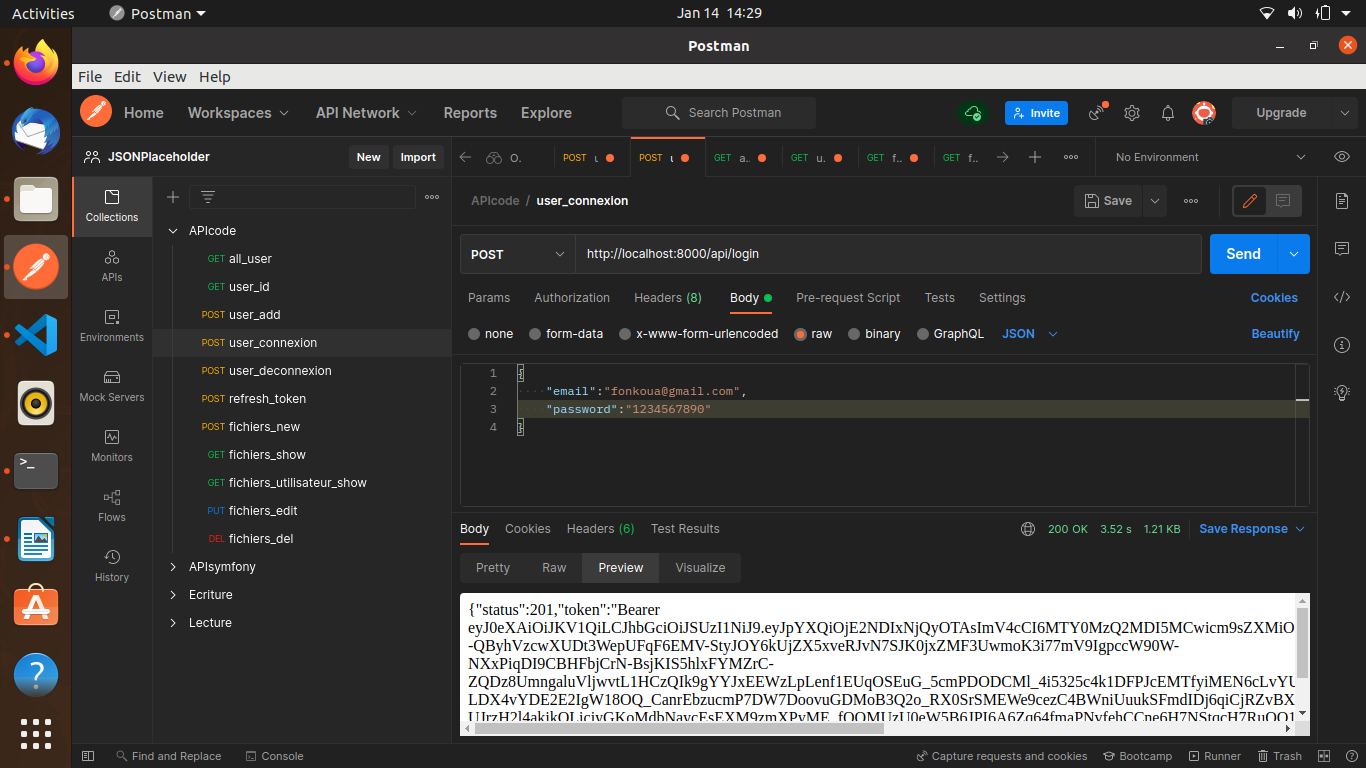 Activities Postman Jan 14 14:29
Postman
File Edit View Help
Home Workspaces API Network Reports Explore Search Postman Invite Upgrade
JSONPlaceholder New Import O. POST POST GET a.. GET u. GET f.. GET f.. No Environment
Collections
APIs
Environments
Mock Servers
Monitors
Flows
History
APIcode
GET all_user
GET user_id
POST user_add
POST user_connexion
POST user_deconnexion
POST refresh_token
POST fichiers_new
GET fichiers_show
GET fichiers_utilisateur_show
PUT fichiers_edit
DEL fichiers_del
APIsymfony
Ecriture
Lecture
APIcode / user_connexion Save
POST http://localhost:8000/api/login Send
Params Authorization Headers (8) Body Pre-request Script Tests Settings Cookies
none form-data x-www-form-urlencoded raw binary GraphQL JSON Beautify
1 {
2 "email":"fonkoua@gmail.com",
3 "password":"1234567890"
4 }
Body Cookies Headers (6) Test Results 200 OK 3.52 s 1.21 KB Save Response
Pretty Raw Preview Visualize
{"status":201,"token":"Bearer
eyJ0eXAiOiJKV1QiLCJhbGciOiJSUzI1NiJ9.eyJpYXQiOjE2NDIxNjQyOTAsImV4cCI6MTY0MzQ2MDI5MCwicm9sZXMiO
-QByhVzcwXUDt3WepUFqF6EMV-StyJOY6kUjZX5xveRJvN7SJK0jxZMF3UwmoK3i77mV9IgpccW90W-
NXxPiqDI9CBHFbjCrN-BsjKIS5hlxFYMZrC-
ZQDz8UmngaluVljwvtL1HCzQIk9gYYJxEEWzLpLenf1EUqOSEuG_5cmPDODCMl_4i5325c4k1DFPJcEMTfyiMEN6cLvYU
LDX4vYDE2E2IgW18OQ_CanrEbzucmP7DW7DoovuGDMoB3Q2o_RX0SrSMEWe9cezC4BWniUuukSFmdIDj6qiCjRZvBX
Find and Replace Console Capture requests and cookies Bootcamp Runner Trash